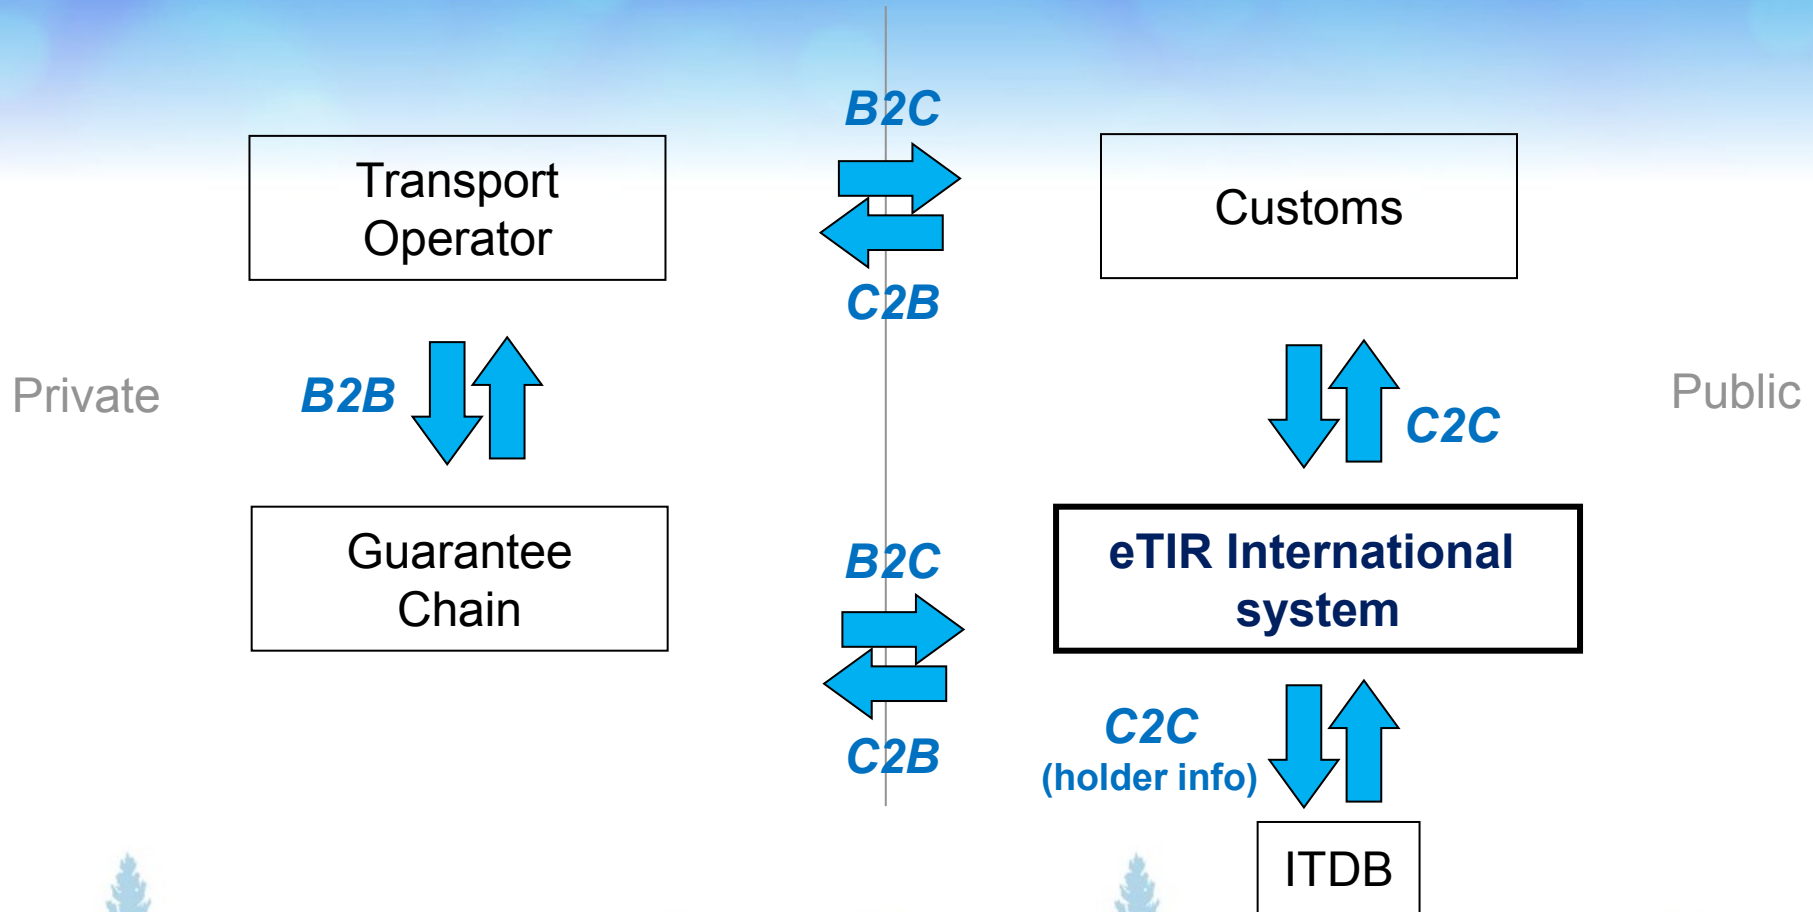 B2C
Transport
Operator
Customs
C2B
Private
B2B
C2C
Public
Guarantee
Chain
B2C
eTIR International
system
C2B
C2C
(holder info)
ITDB